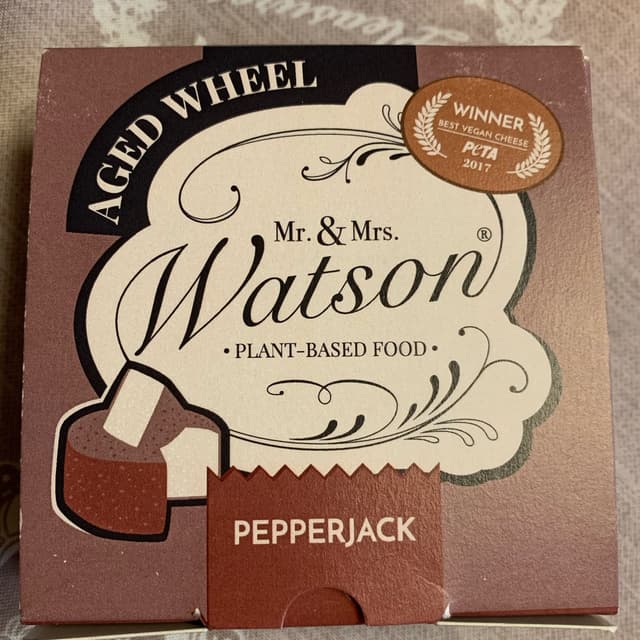 AGED WHEEL
WINNER
BEST VEGAN CHEESE
PETA
2017
Mr. & Mrs.
Watson®
• PLANT-BASED FOOD •
PEPPERJACK